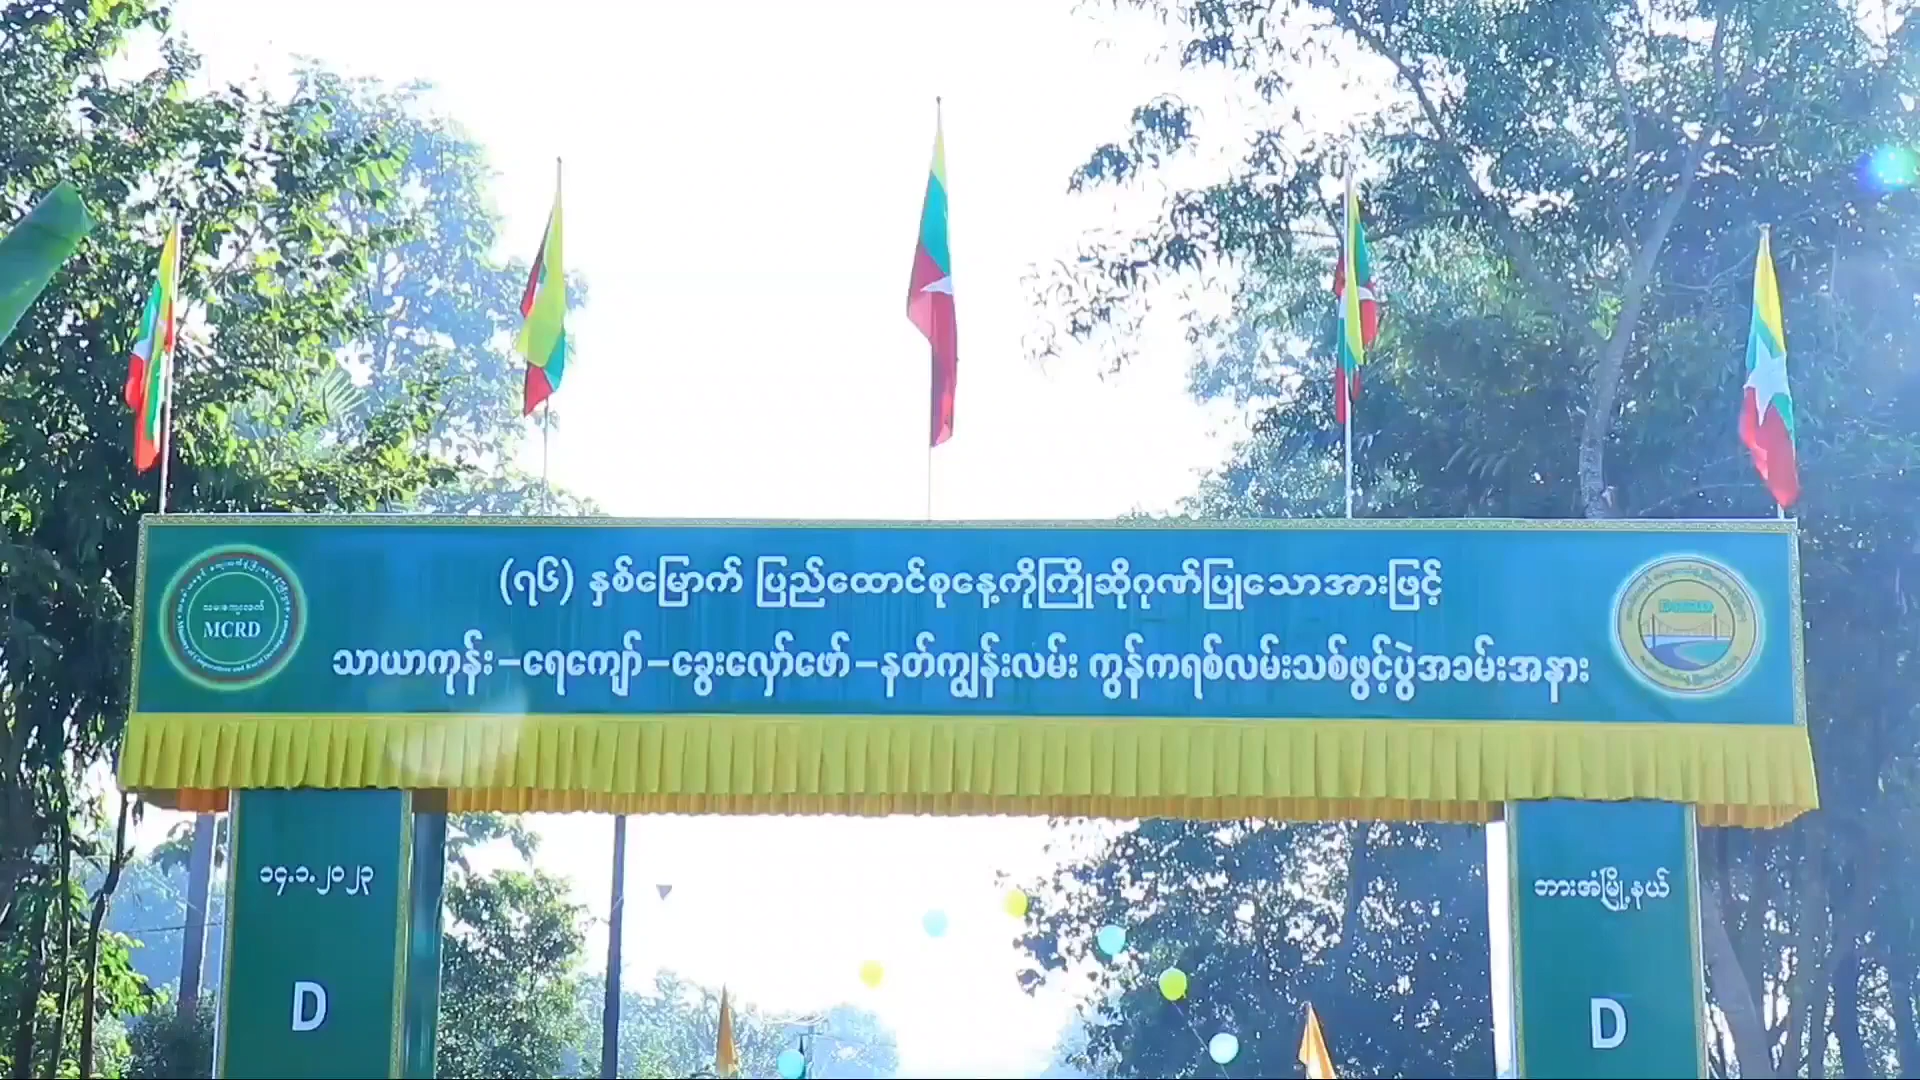 (၇၆) နှစ်မြောက် ပြည်ထောင်စုနေ့ကိုကြိုဆိုဂုဏ်ပြုသောအားဖြင့်
သာယာကုန်း–ရေကျော်–ခွေးလှော်ဖော်–နတ်ကျွန်းလမ်း ကွန်ကရစ်လမ်းသစ်ဖွင့်ပွဲအခမ်းအနား
MCRD
၁၄.၁.၂၀၂၃
ဘားအံမြို့နယ်
D
D